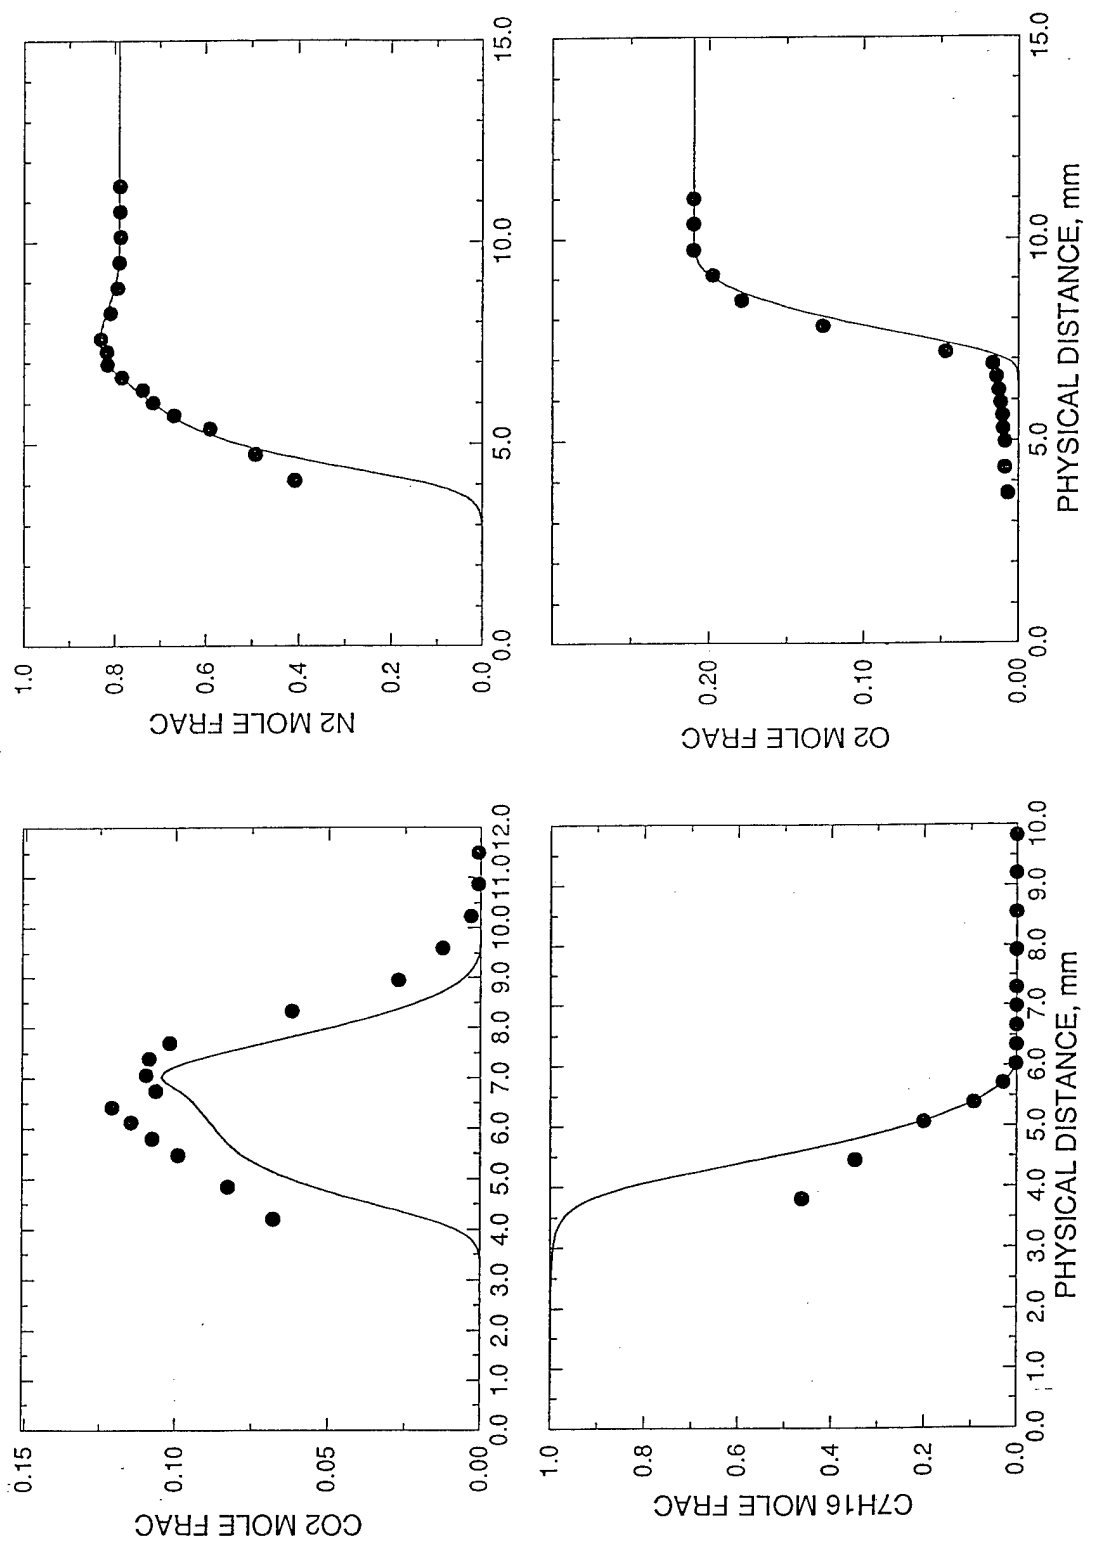 CO2 MOLE FRAC
0.15
0.10
0.05
0.00
0.0 1.0 2.0 3.0 4.0 5.0 6.0 7.0 8.0 9.0 10.0 11.0 12.0
N2 MOLE FRAC
1.0
0.8
0.6
0.4
0.2
0.0
0.0 5.0 10.0 15.0
C7H16 MOLE FRAC
1.0
0.8
0.6
0.4
0.2
0.0
0.0 1.0 2.0 3.0 4.0 5.0 6.0 7.0 8.0 9.0 10.0
PHYSICAL DISTANCE, mm
O2 MOLE FRAC
0.20
0.10
0.00
0.0 5.0 10.0 15.0
PHYSICAL DISTANCE, mm